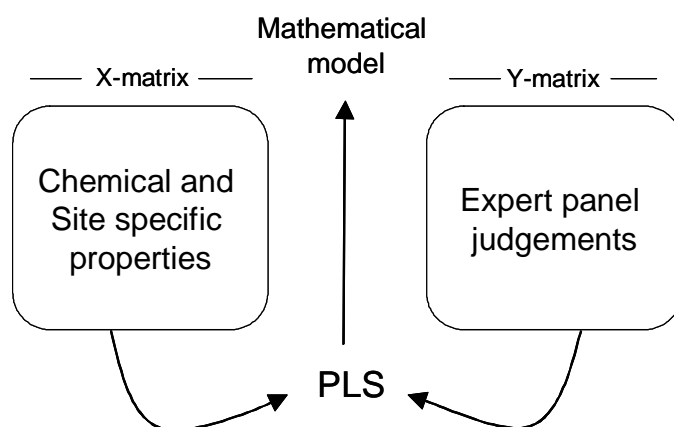 Mathematical
model
X-matrix
Y-matrix
Chemical and
Site specific
properties
Expert panel
judgements
PLS